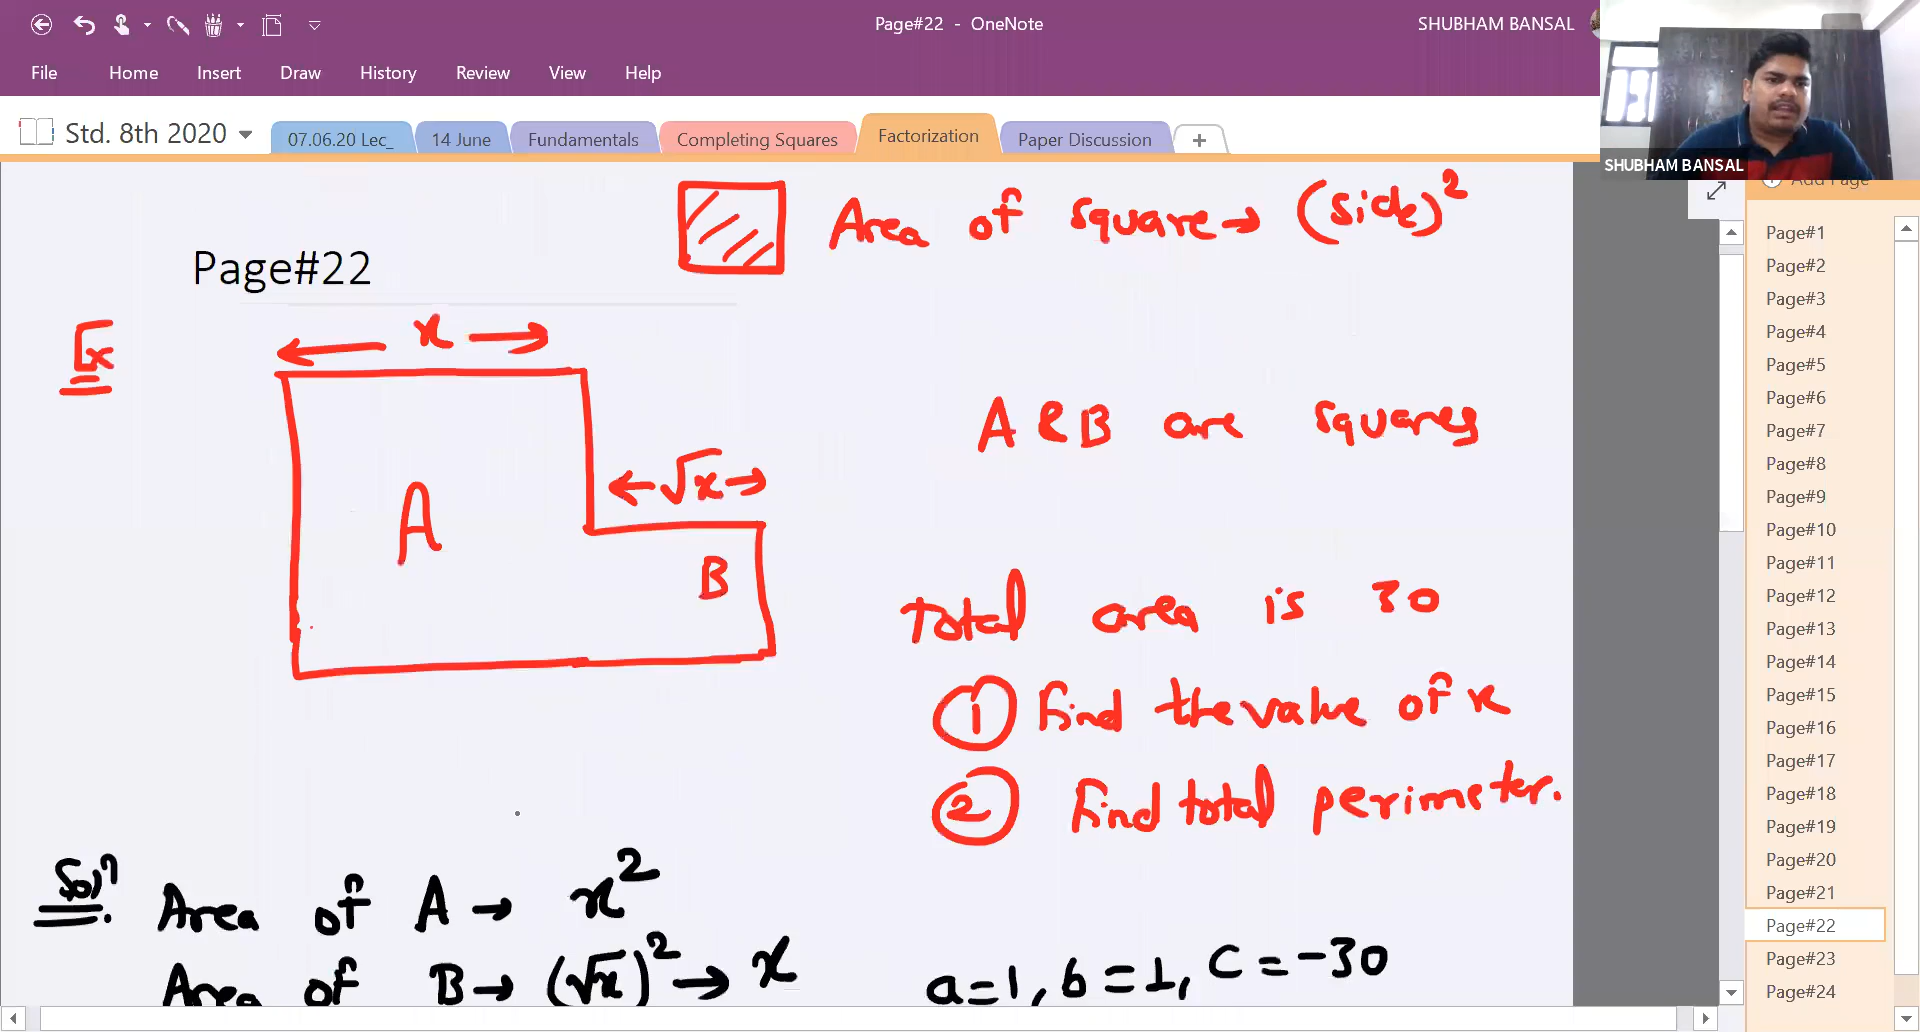 Page#22 - OneNote
SHUBHAM BANSAL
File Home Insert Draw History Review View Help
Std. 8th 2020
07.06.20 Lec_
14 June
Fundamentals
Completing Squares
Factorization
Paper Discussion
+
SHUBHAM BANSAL
Add Page
Area of square → (side)²
Page#22
Ex
x
A & B are squares
√x
A
B
Total area is 30
① Find the value of x
② Find total perimeter.
Solⁿ.
Area of A → x²
Area of B → (√x)² → x
a=1, b=1, c=-30
Page#1
Page#2
Page#3
Page#4
Page#5
Page#6
Page#7
Page#8
Page#9
Page#10
Page#11
Page#12
Page#13
Page#14
Page#15
Page#16
Page#17
Page#18
Page#19
Page#20
Page#21
Page#22
Page#23
Page#24